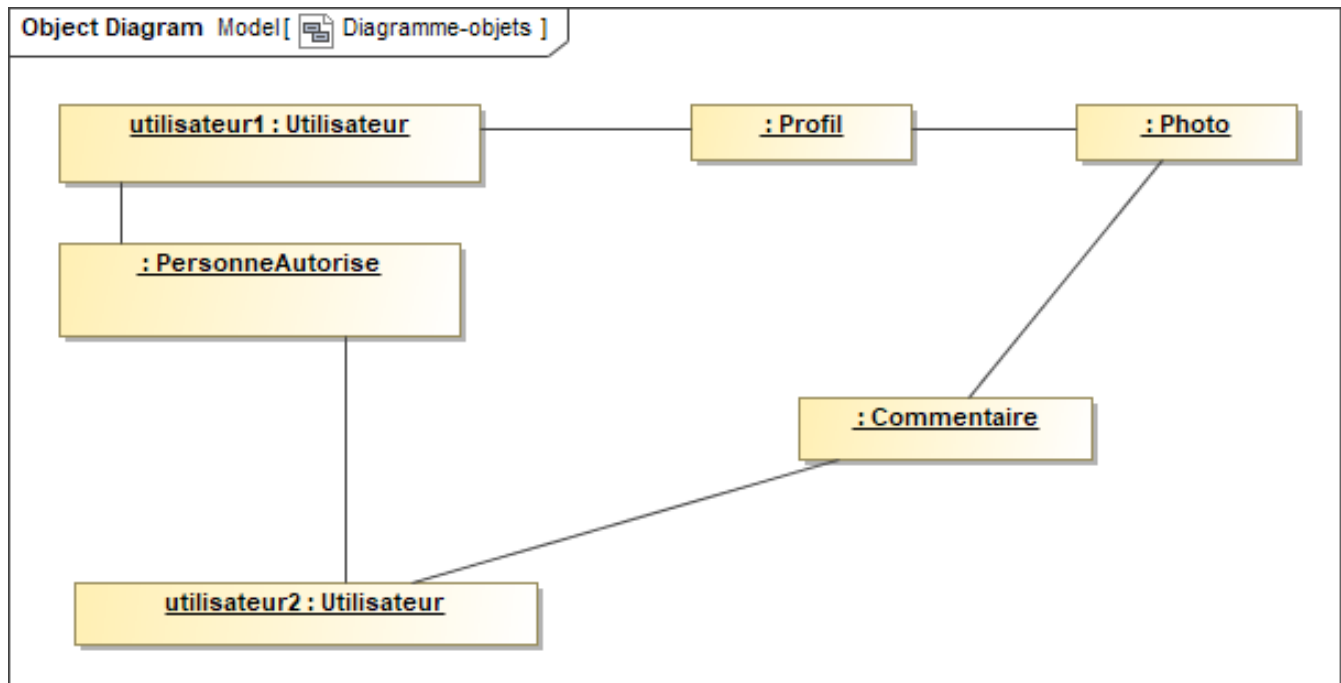 Object Diagram Model[ Diagramme-objets ]
utilisateur1 : Utilisateur
: Profil
: Photo
: PersonneAutorise
: Commentaire
utilisateur2 : Utilisateur